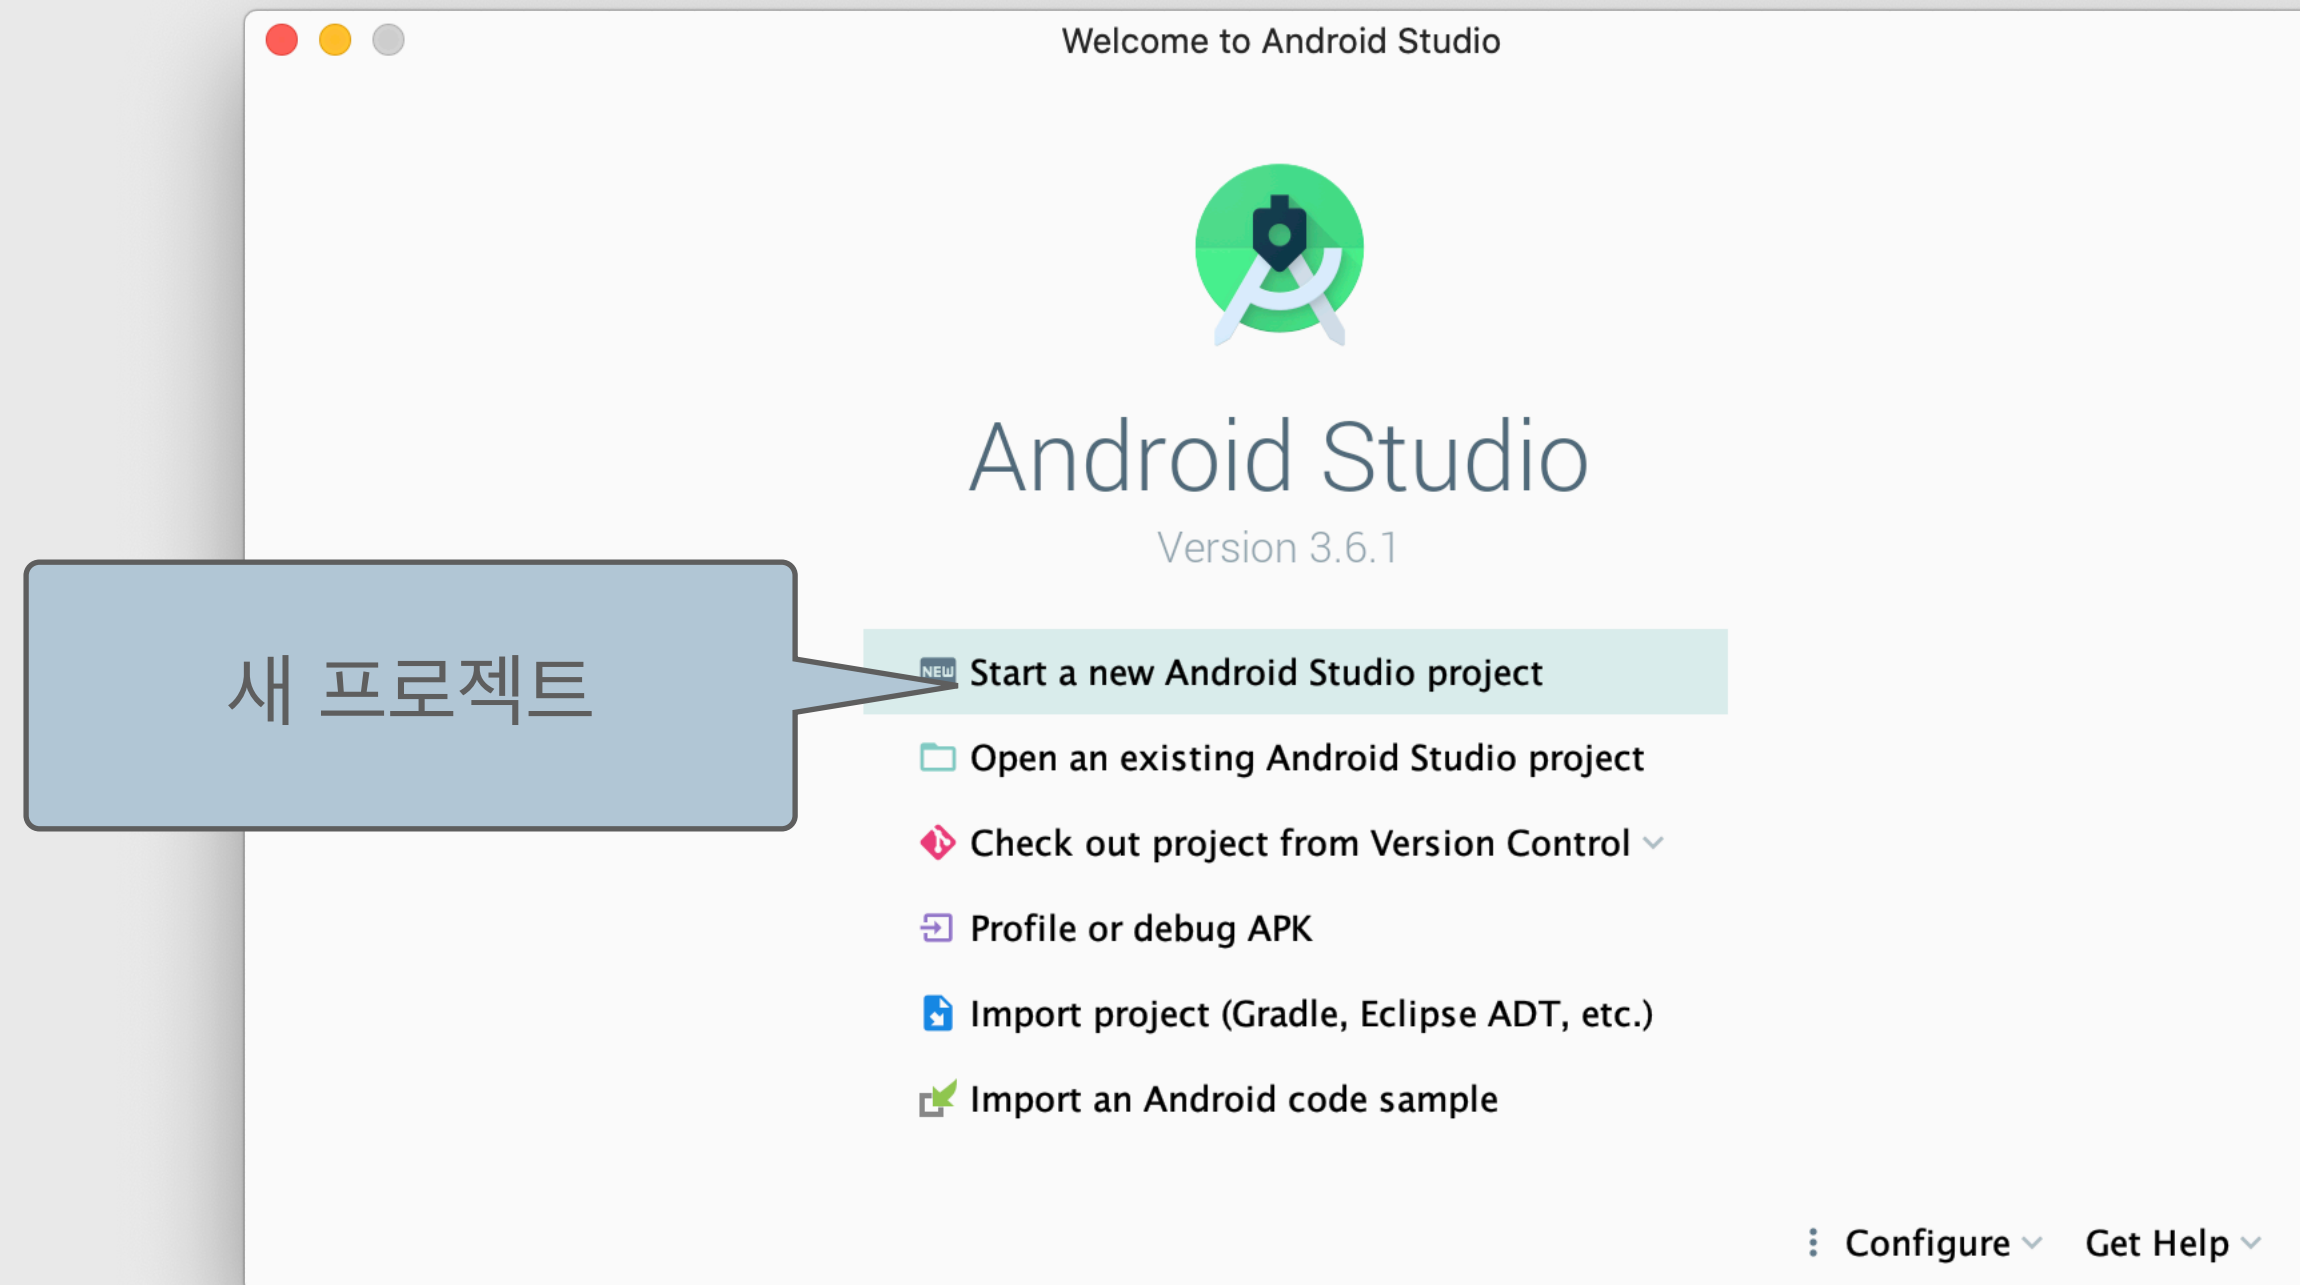 Welcome to Android Studio
Android Studio
Version 3.6.1
새 프로젝트
NEW Start a new Android Studio project
Open an existing Android Studio project
Check out project from Version Control
Profile or debug APK
Import project (Gradle, Eclipse ADT, etc.)
Import an Android code sample
Configure Get Help